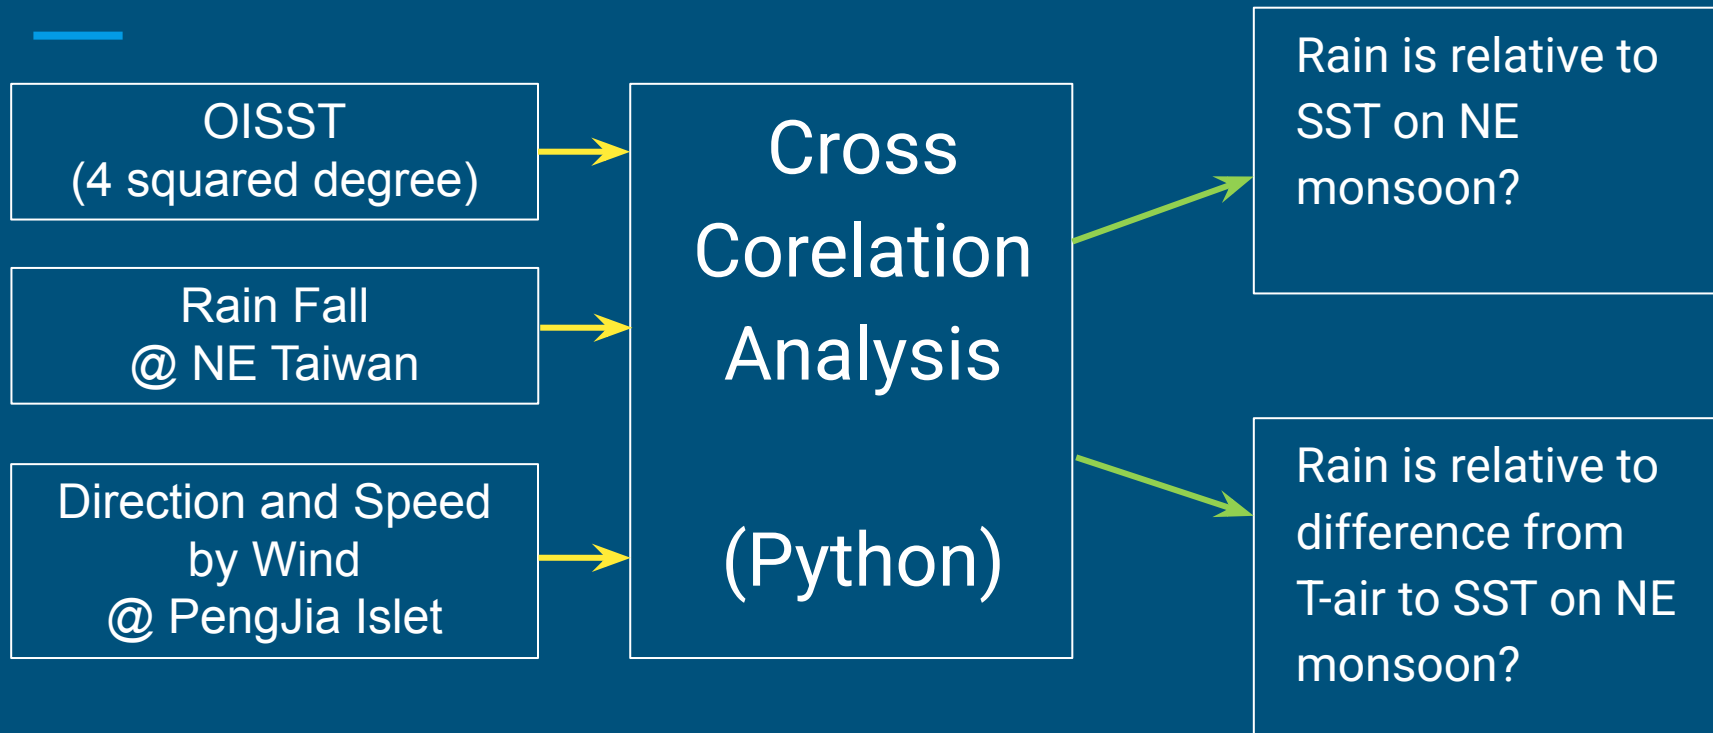 OISST
(4 squared degree)
Rain Fall
@ NE Taiwan
Direction and Speed
by Wind
@ PengJia Islet
Cross
Corelation
Analysis
(Python)
Rain is relative to
SST on NE
monsoon?
Rain is relative to
difference from
T-air to SST on NE
monsoon?